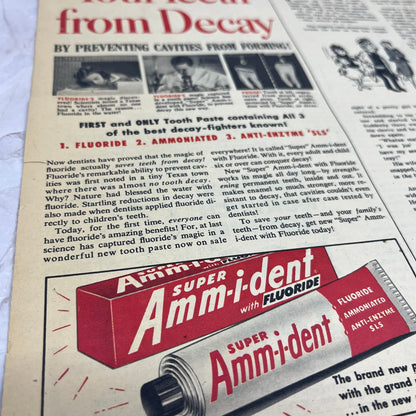 Your Teeth
from Decay
BY PREVENTING CAVITIES FROM FORMING!
FIRST and ONLY Tooth Paste containing All 3
of the best decay-fighters known!
1. FLUORIDE 2. AMMONIATED 3. ANTI-ENZYME 'SLS'
Now dentists have proved that the magic of
fluoride actually saves teeth from decay!
Fluoride's remarkable ability to prevent cav-
ities was first noted in a tiny Texas town,
where there was almost no tooth decay.
Why? Nature had blessed the water with
fluoride. Startling reductions in decay were
also made when dentists applied fluoride di-
rectly to children's teeth.
Today, for the first time, everyone can
have fluoride's amazing benefits! For, at last
science has captured fluoride's magic in a
wonderful new tooth paste now on sale
everywhere! It is called "Super" Amm-i-dent
with Fluoride. With it, every adult and child
six or over can conquer decay!
"Super" Amm-i-dent with Fluoride
works its magic all day long—by strength-
ening permanent teeth, inside and out. It
makes enamel so much stronger, more re-
sistant to decay, that cavities couldn't even
get started in case after case tested by
dentists!
To save your teeth—and your family's
teeth—from decay, get new "Super" Amm-
i-dent with Fluoride today!
SUPER
Amm-i-dent
with FLUORIDE
SUPER
Amm-i-dent
FLUORIDE
AMMONIATED
ANTI-ENZYME
SLS
The brand new
with the grand
...in the new